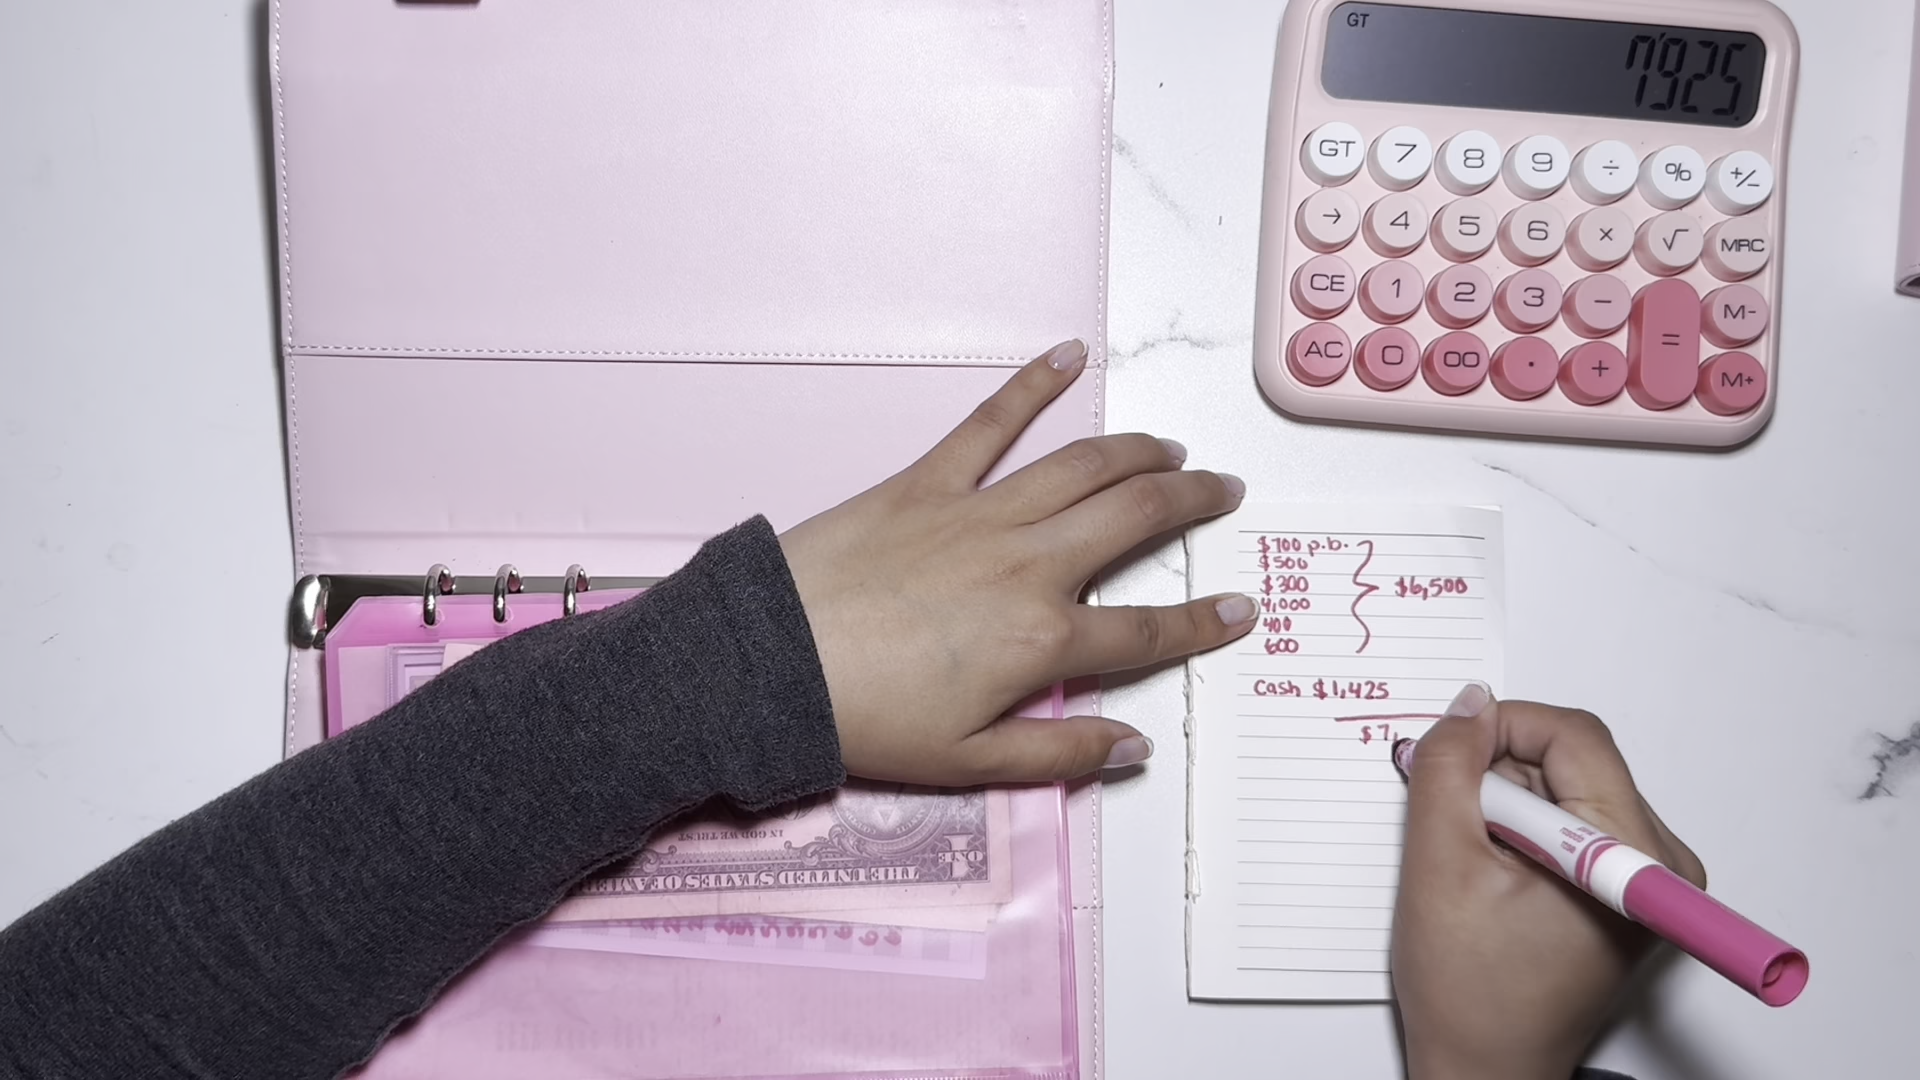 GT
7'925.
GT 7 8 9 ÷ % +/-
→ 4 5 6 × √ MRC
CE 1 2 3 − M-
= 
AC 0 00 • + M+
$700 p.b.
$500
$300
$6,500
4,000
400
600
Cash $1,425
$7,
IN GOD WE TRUST
ONE
THE UNITED STATES OF AMERICA